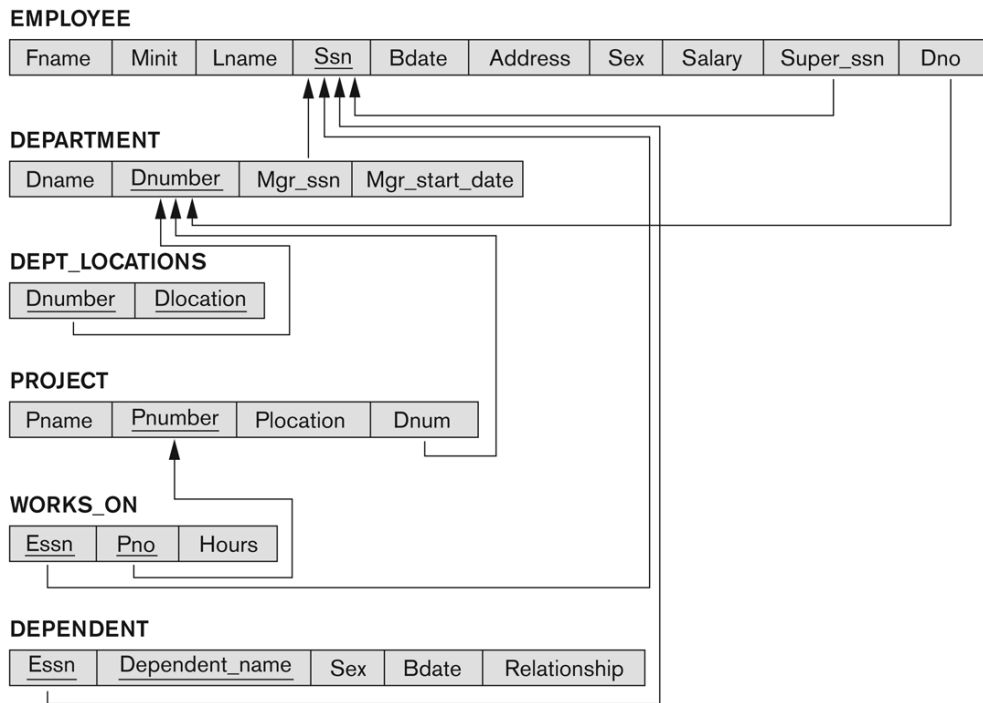 EMPLOYEE
Fname Minit Lname Ssn Bdate Address Sex Salary Super_ssn Dno
DEPARTMENT
Dname Dnumber Mgr_ssn Mgr_start_date
DEPT_LOCATIONS
Dnumber Dlocation
PROJECT
Pname Pnumber Plocation Dnum
WORKS_ON
Essn Pno Hours
DEPENDENT
Essn Dependent_name Sex Bdate Relationship